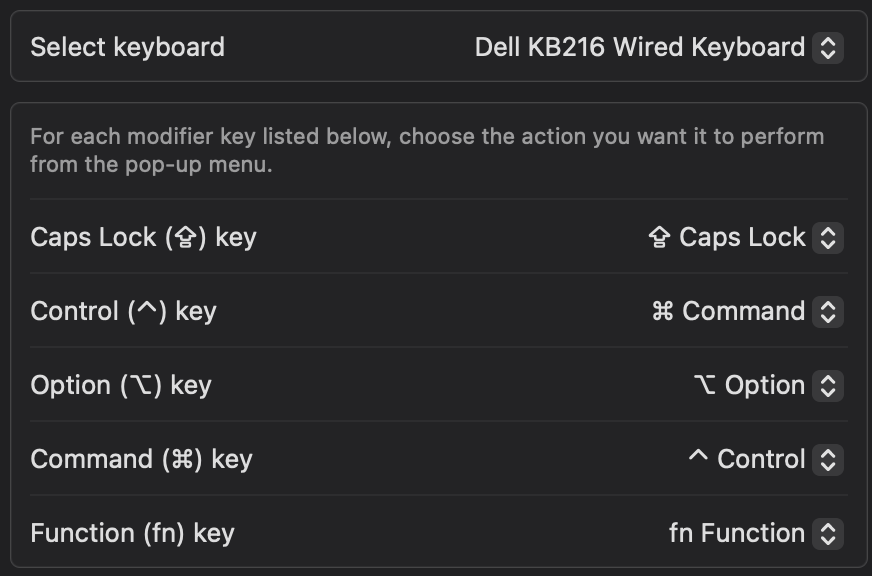 Select keyboard Dell KB216 Wired Keyboard
For each modifier key listed below, choose the action you want it to perform
from the pop-up menu.
Caps Lock (⇪) key ⇪ Caps Lock
Control (^) key ⌘ Command
Option (⌥) key ⌥ Option
Command (⌘) key ^ Control
Function (fn) key fn Function